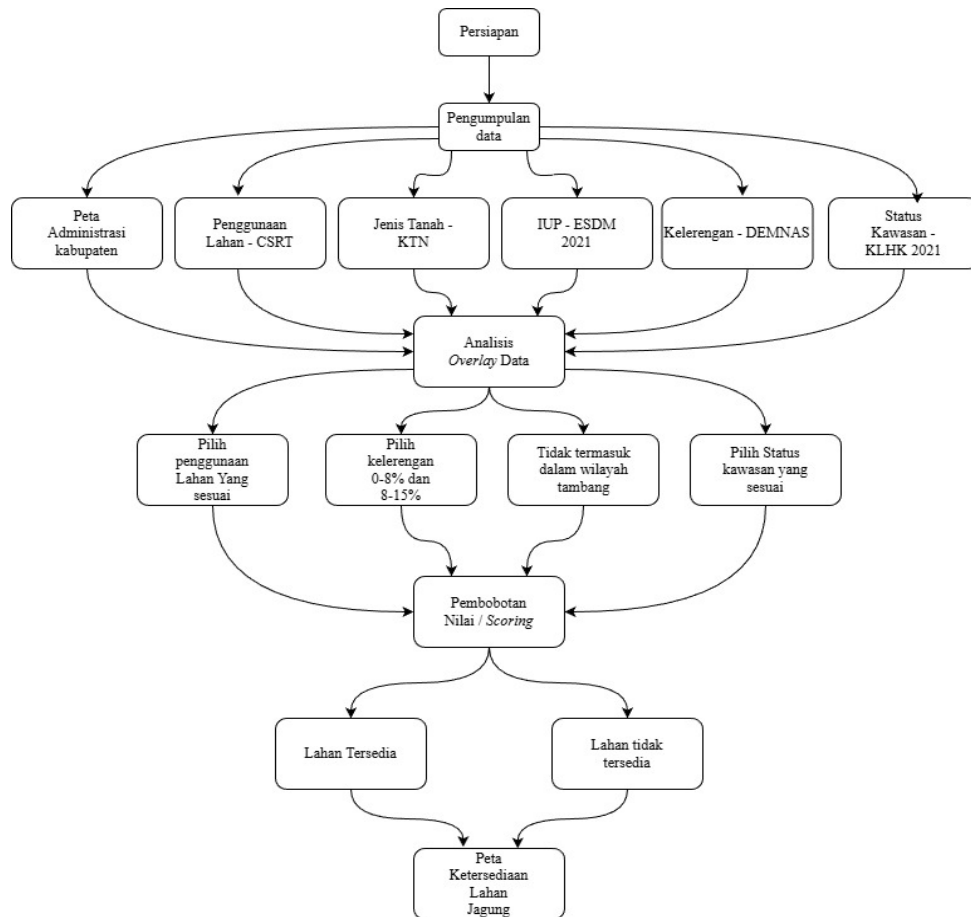 Persiapan
Pengumpulan
data
Peta
Administrasi
kabupaten
Penggunaan
Lahan - CSRT
Jenis Tanah -
KTN
IUP - ESDM
2021
Kelerengan - DEMNAS
Status
Kawasan -
KLHK 2021
Analisis
Overlay Data
Pilih
penggunaan
Lahan Yang
sesuai
Pilih
kelerengan
0-8% dan
8-15%
Tidak termasuk
dalam wilayah
tambang
Pilih Status
kawasan yang
sesuai
Pembobotan
Nilai / Scoring
Lahan Tersedia
Lahan tidak
tersedia
Peta
Ketersediaan
Lahan
Jagung